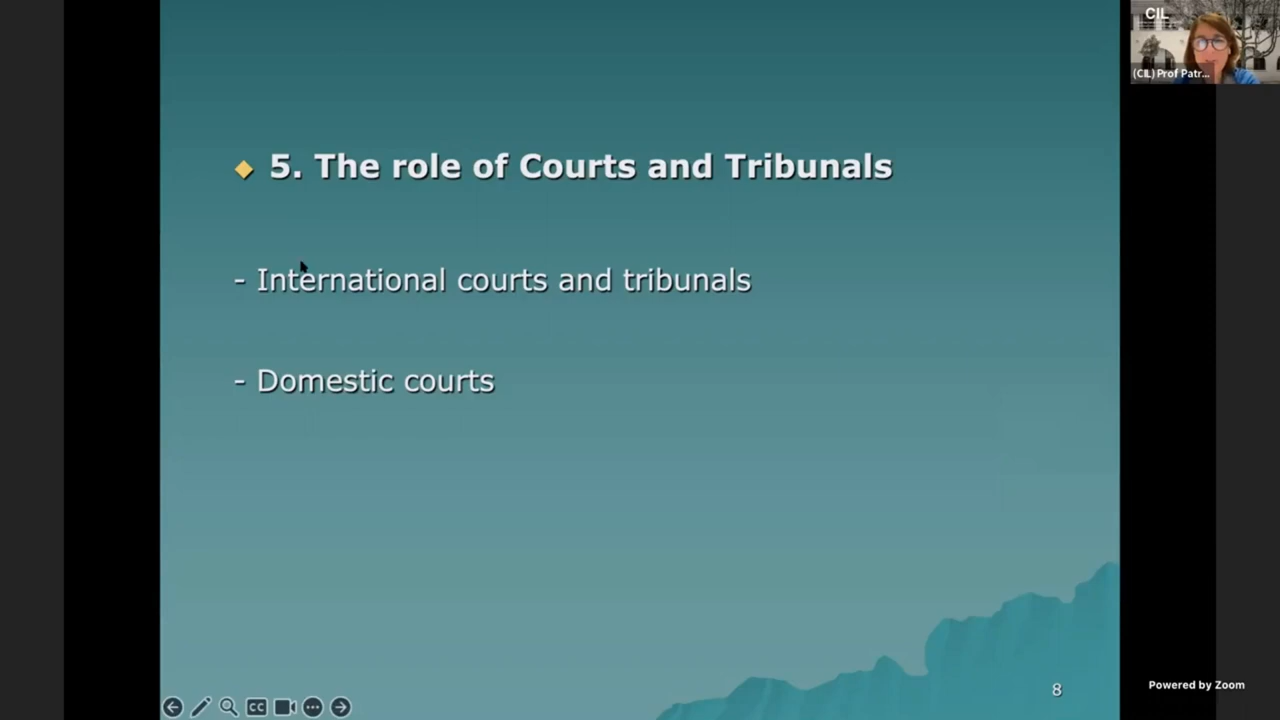 CIL
(CIL) Prof Patr...
5. The role of Courts and Tribunals
- International courts and tribunals
- Domestic courts
CC
8
Powered by Zoom